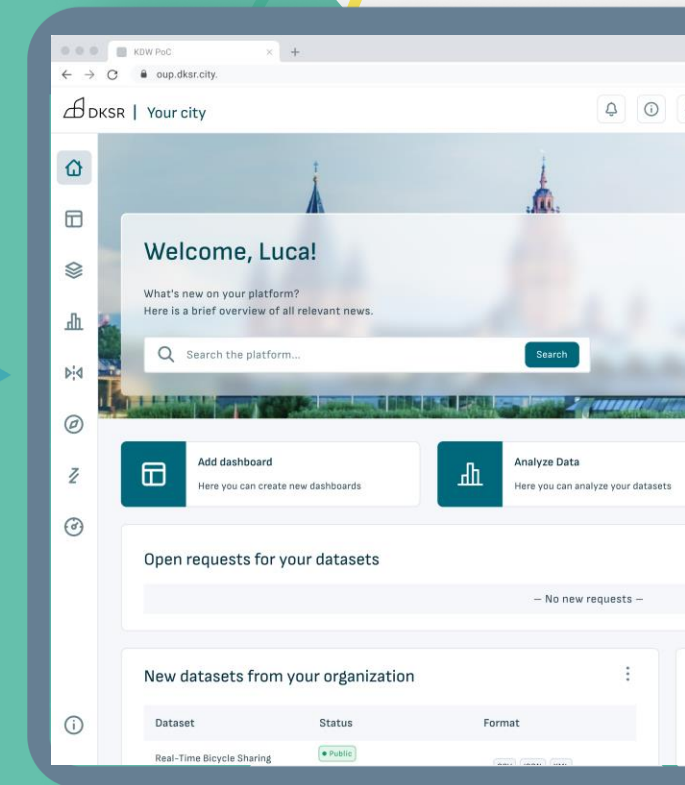 KDW PoC
oup.dksr.city.
DKSR | Your city
Welcome, Luca!
What's new on your platform?
Here is a brief overview of all relevant news.
Search the platform...
Search
Add dashboard
Here you can create new dashboards
Analyze Data
Here you can analyze your datasets
Open requests for your datasets
– No new requests –
New datasets from your organization
Dataset Status Format
Real-Time Bicycle Sharing
Public